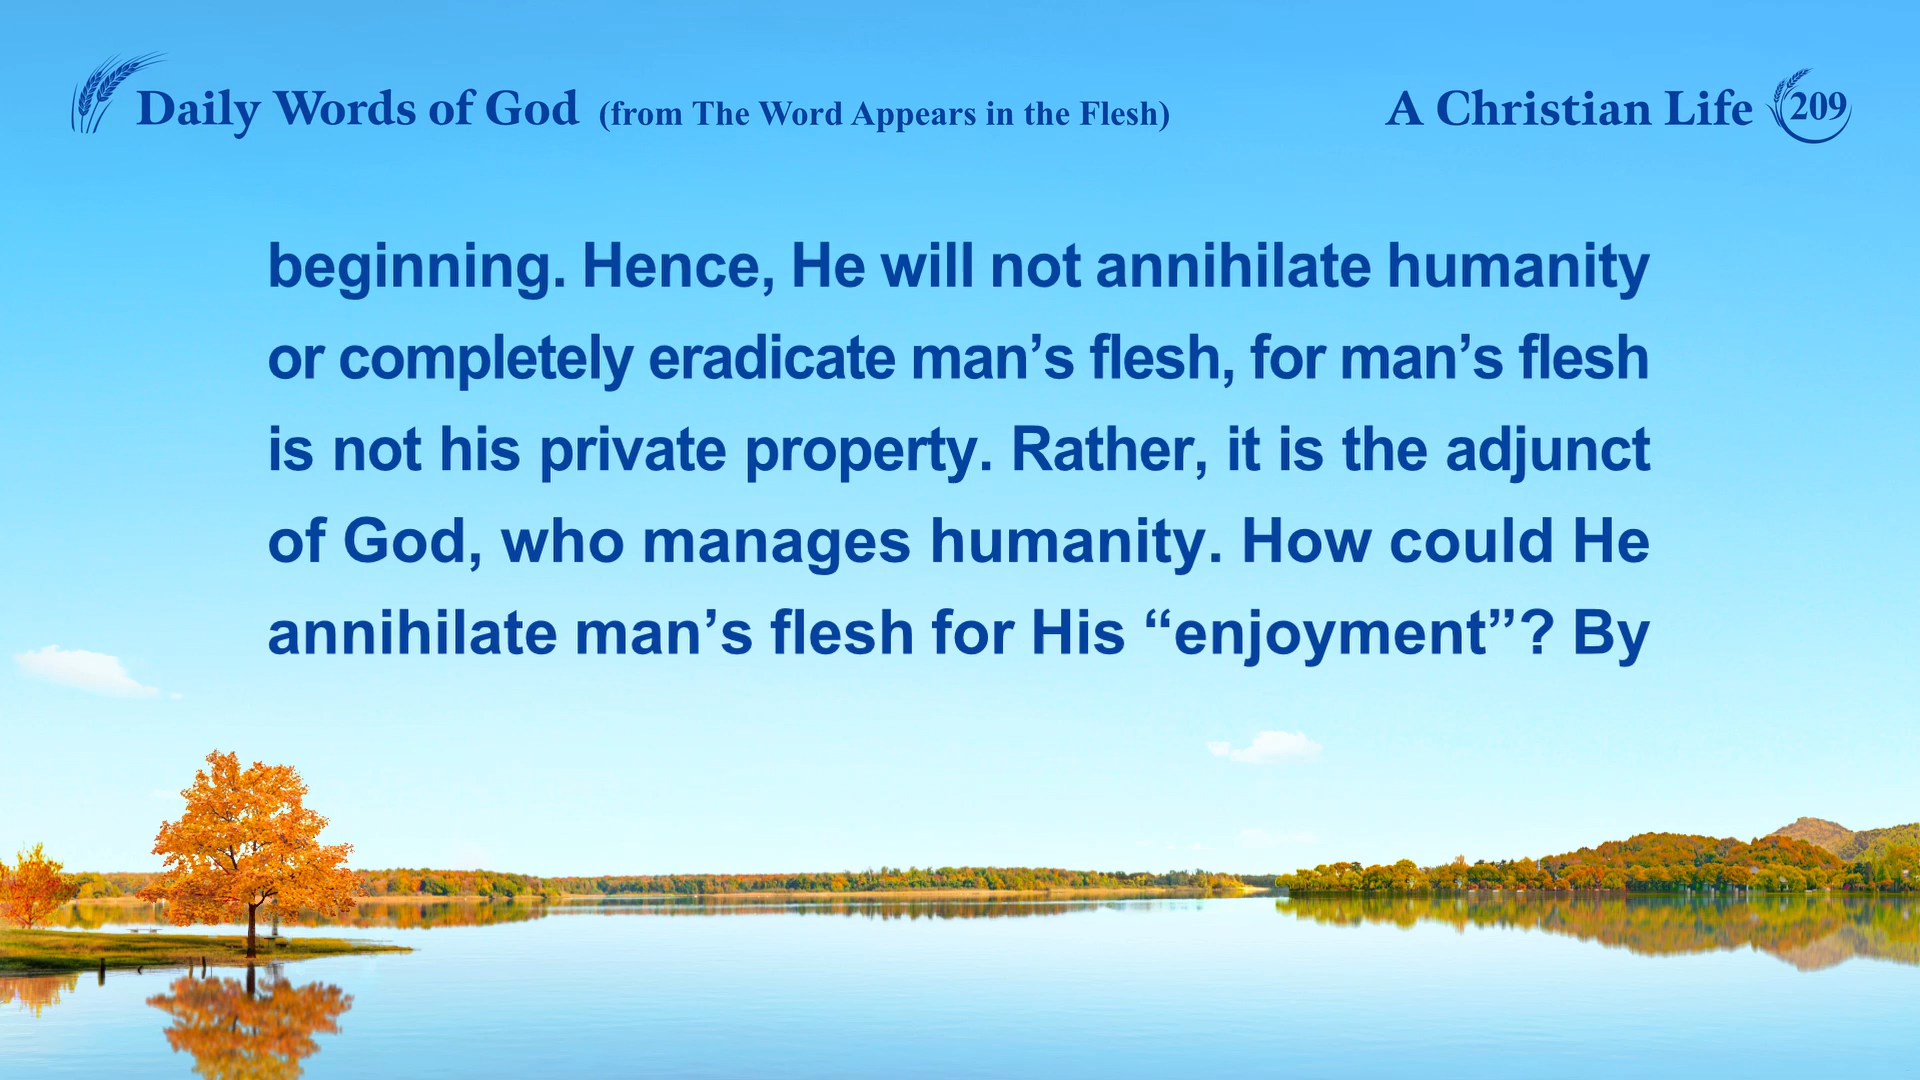 Daily Words of God (from The Word Appears in the Flesh)
A Christian Life 209
beginning. Hence, He will not annihilate humanity
or completely eradicate man’s flesh, for man’s flesh
is not his private property. Rather, it is the adjunct
of God, who manages humanity. How could He
annihilate man’s flesh for His “enjoyment”? By